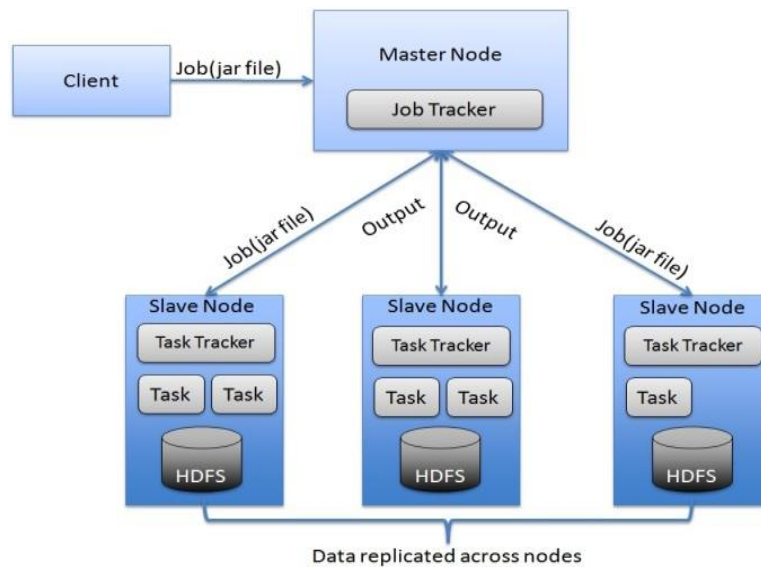 Client
Job(jar file)
Master Node
Job Tracker
Job(jar file)
Output
Output
Job(jar file)
Slave Node
Task Tracker
Task
Task
HDFS
Slave Node
Task Tracker
Task
Task
HDFS
Slave Node
Task Tracker
Task
HDFS
Data replicated across nodes